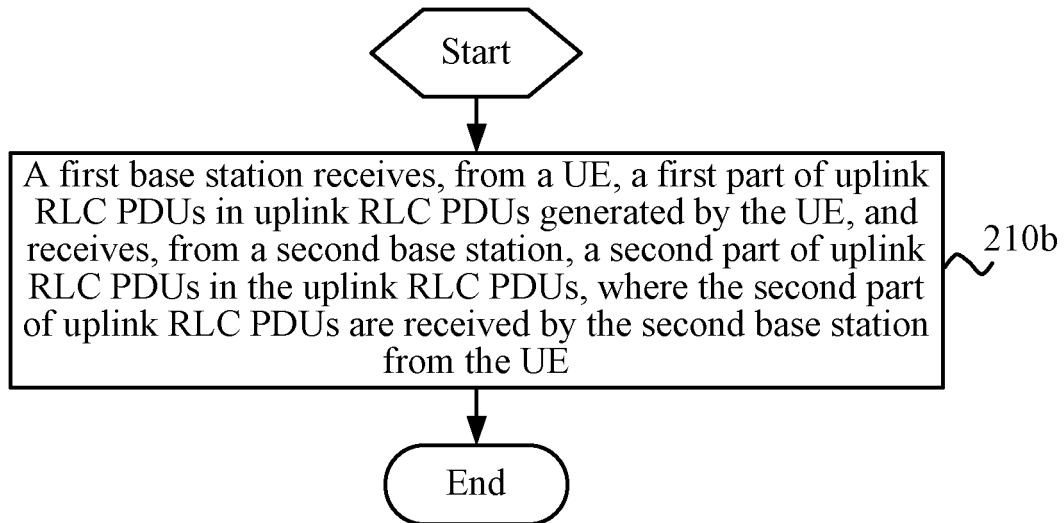 Start
A first base station receives, from a UE, a first part of uplink
RLC PDUs in uplink RLC PDUs generated by the UE, and
receives, from a second base station, a second part of uplink
RLC PDUs in the uplink RLC PDUs, where the second part
of uplink RLC PDUs are received by the second base station
from the UE
210b
End